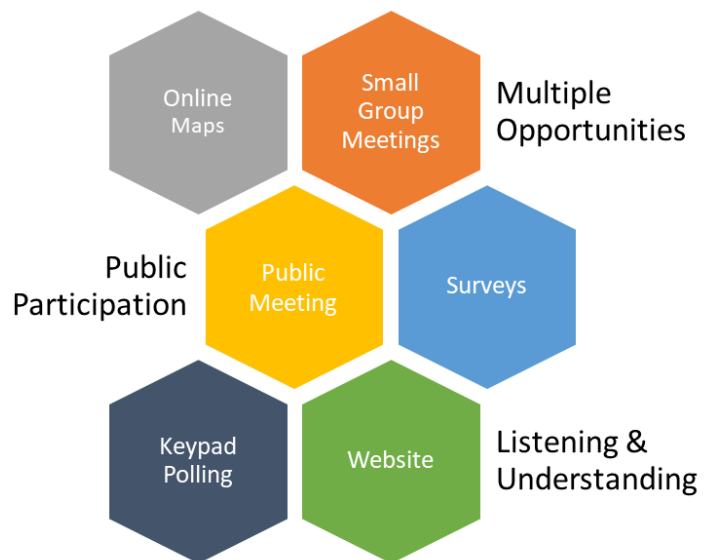 Online
Maps
Small
Group
Meetings
Multiple
Opportunities
Public
Participation
Public
Meeting
Surveys
Keypad
Polling
Website
Listening &
Understanding